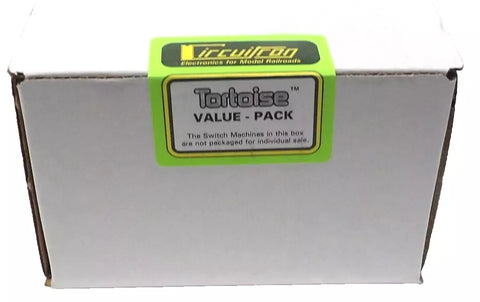 Circuitron
Electronics for Model Railroads
Tortoise™
VALUE - PACK
The Switch Machines in this box
are not packaged for individual sale.